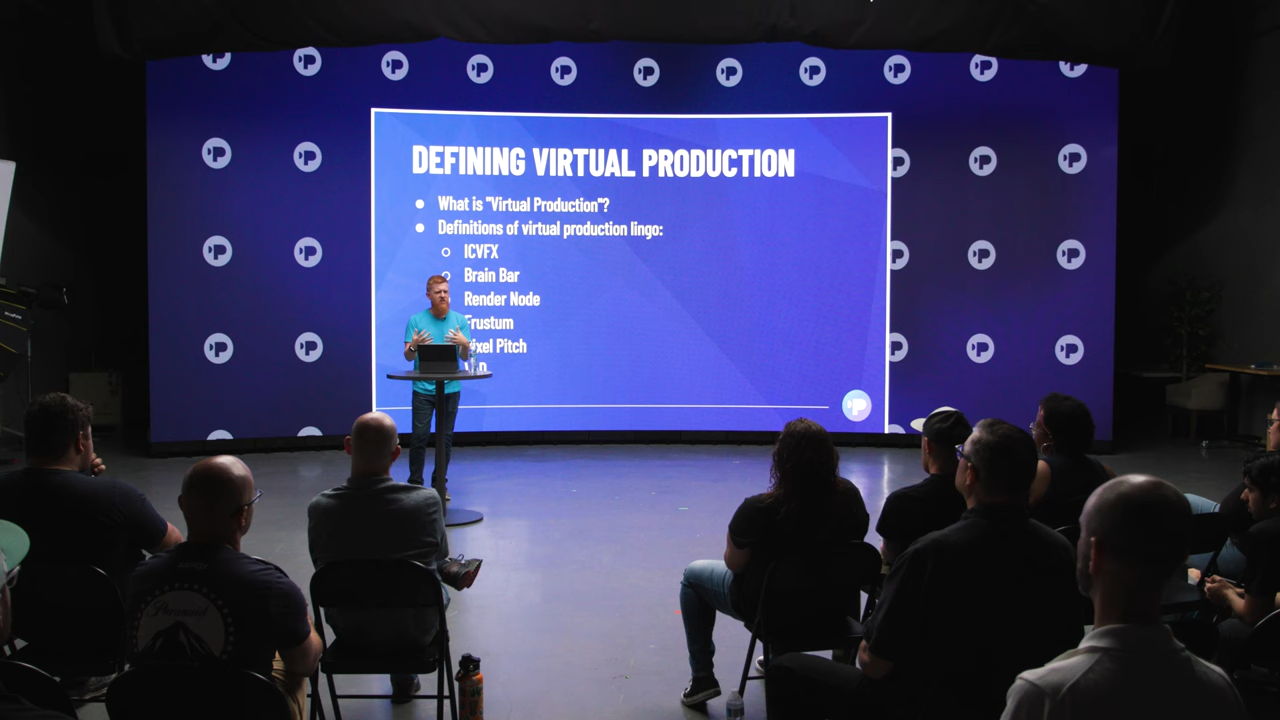 DEFINING VIRTUAL PRODUCTION
What is "Virtual Production"?
Definitions of virtual production lingo:
ICVFX
Brain Bar
Render Node
Frustum
Pixel Pitch
Paranoid